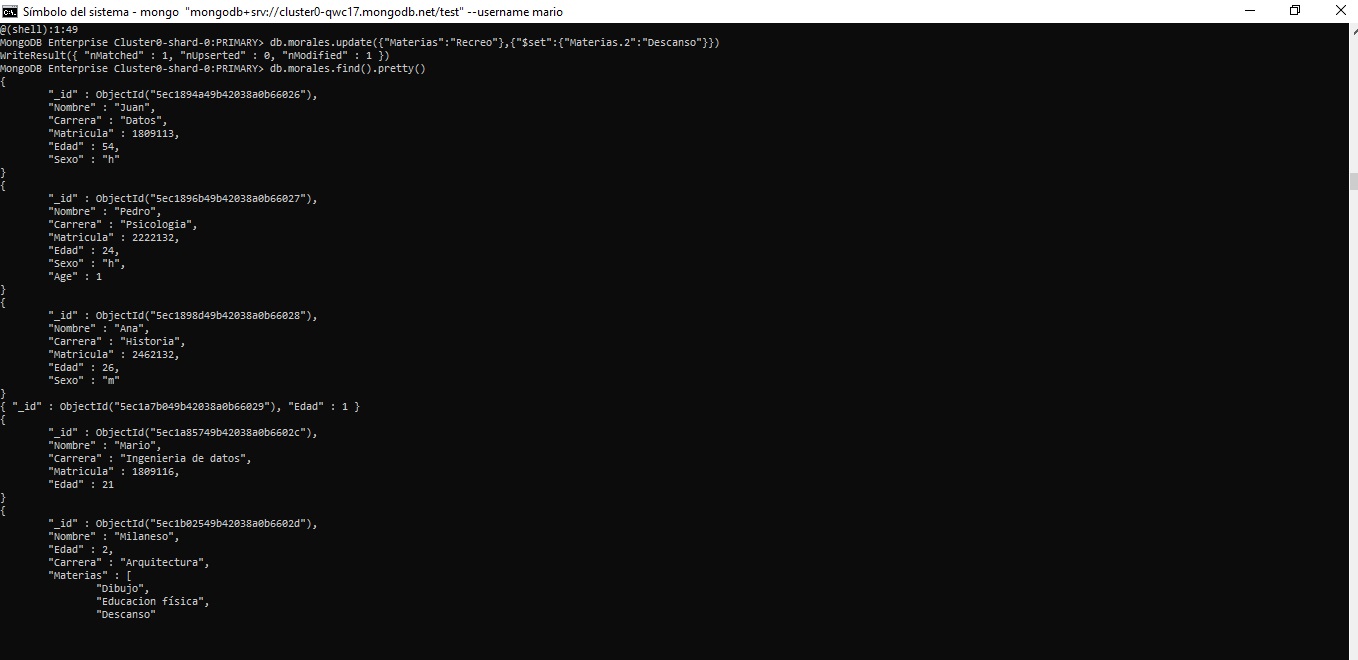 Símbolo del sistema - mongo "mongodb+srv://cluster0-qwc17.mongodb.net/test" --username mario
@(shell):1:49
MongoDB Enterprise Cluster0-shard-0:PRIMARY> db.morales.update({"Materias":"Recreo"},{"$set":{"Materias.2":"Descanso"}})
WriteResult({ "nMatched" : 1, "nUpserted" : 0, "nModified" : 1 })
MongoDB Enterprise Cluster0-shard-0:PRIMARY> db.morales.find().pretty()
{
"_id" : ObjectId("5ec1894a49b42038a0b66026"),
"Nombre" : "Juan",
"Carrera" : "Datos",
"Matricula" : 1809113,
"Edad" : 54,
"Sexo" : "h"
}
{
"_id" : ObjectId("5ec1896b49b42038a0b66027"),
"Nombre" : "Pedro",
"Carrera" : "Psicologia",
"Matricula" : 2222132,
"Edad" : 24,
"Sexo" : "h",
"Age" : 1
}
{
"_id" : ObjectId("5ec1898d49b42038a0b66028"),
"Nombre" : "Ana",
"Carrera" : "Historia",
"Matricula" : 2462132,
"Edad" : 26,
"Sexo" : "m"
}
{ "_id" : ObjectId("5ec1a7b049b42038a0b66029"), "Edad" : 1 }
{
"_id" : ObjectId("5ec1a85749b42038a0b6602c"),
"Nombre" : "Mario",
"Carrera" : "Ingenieria de datos",
"Matricula" : 1809116,
"Edad" : 21
}
{
"_id" : ObjectId("5ec1b02549b42038a0b6602d"),
"Nombre" : "Milaneso",
"Edad" : 2,
"Carrera" : "Arquitectura",
"Materias" : [
"Dibujo",
"Educacion física",
"Descanso"